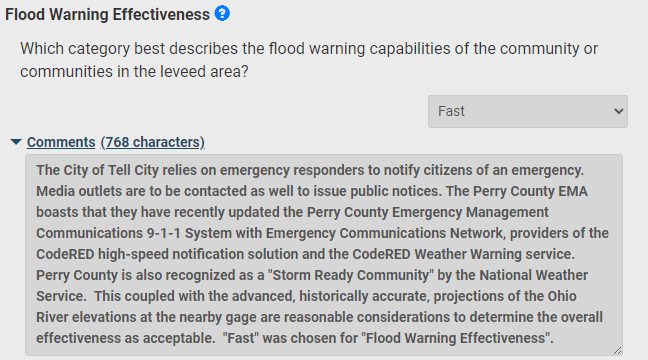 Flood Warning Effectiveness ?
Which category best describes the flood warning capabilities of the community or
communities in the leveed area?
Fast
Comments (768 characters)
The City of Tell City relies on emergency responders to notify citizens of an emergency.
Media outlets are to be contacted as well to issue public notices. The Perry County EMA
boasts that they have recently updated the Perry County Emergency Management
Communications 9-1-1 System with Emergency Communications Network, providers of the
CodeRED high-speed notification solution and the CodeRED Weather Warning service.
Perry County is also recognized as a "Storm Ready Community" by the National Weather
Service.  This coupled with the advanced, historically accurate, projections of the Ohio
River elevations at the nearby gage are reasonable considerations to determine the overall
effectiveness as acceptable.  "Fast" was chosen for "Flood Warning Effectiveness".